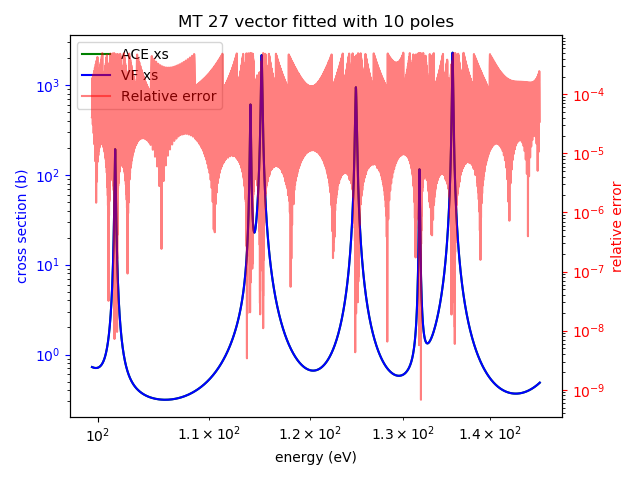 MT 27 vector fitted with 10 poles
ACE xs
VF xs
Relative error
cross section (b)
10³
10²
10¹
10⁰
relative error
10⁻⁴
10⁻⁵
10⁻⁶
10⁻⁷
10⁻⁸
10⁻⁹
10² 1.1 × 10² 1.2 × 10² 1.3 × 10² 1.4 × 10²
energy (eV)